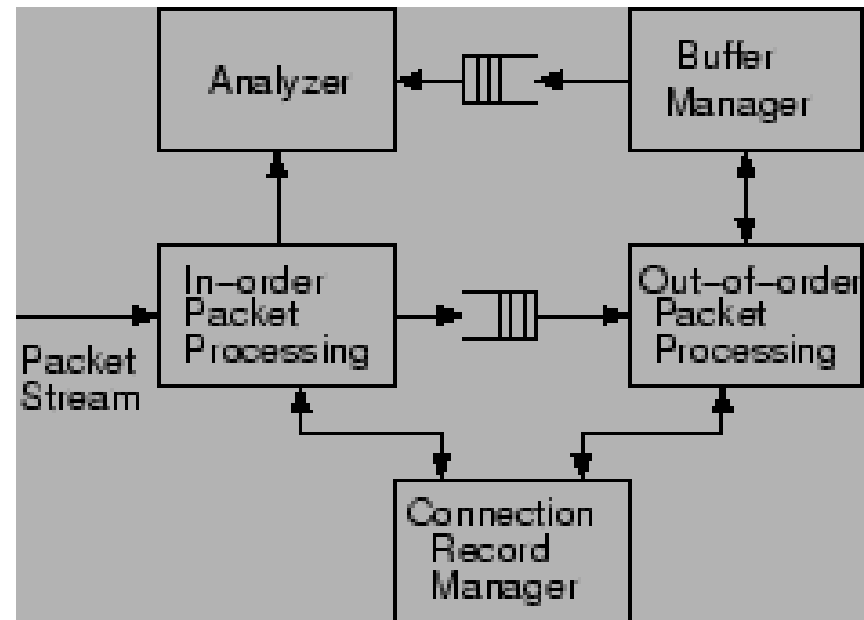 Analyzer
Buffer
Manager
In-order
Packet
Processing
Out-of-order
Packet
Processing
Packet
Stream
Connection
Record
Manager